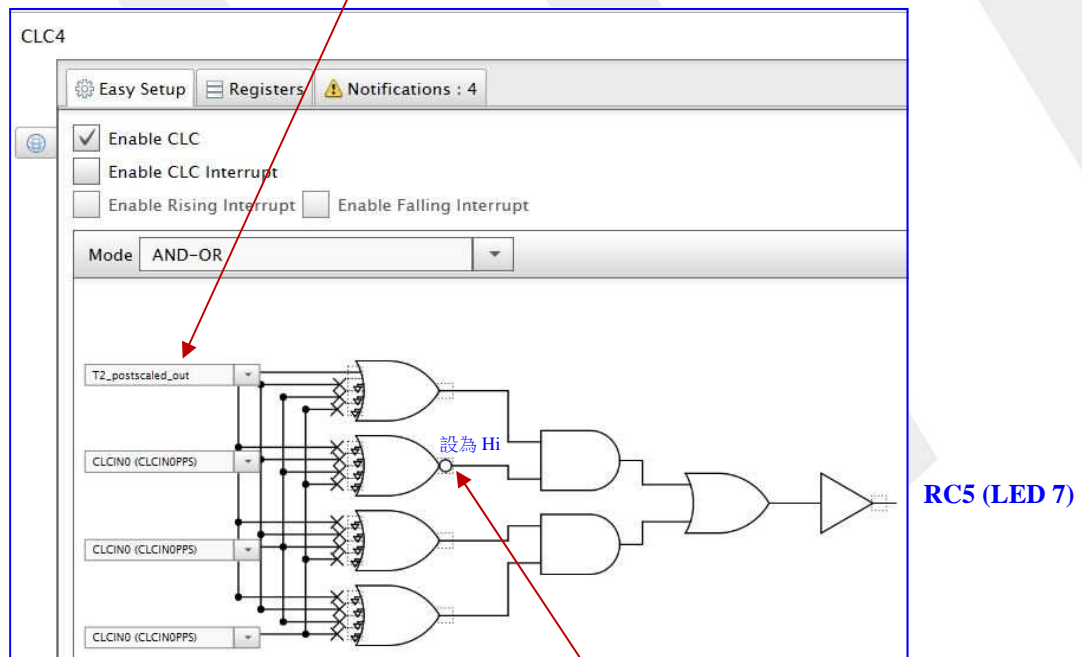 CLC4
Easy Setup Registers Notifications : 4
Enable CLC
Enable CLC Interrupt
Enable Rising Interrupt Enable Falling Interrupt
Mode AND-OR
T2_postscaled_out
設為 Hi
CLCIN0 (CLCIN0PPS)
RC5 (LED 7)
CLCIN0 (CLCIN0PPS)
CLCIN0 (CLCIN0PPS)